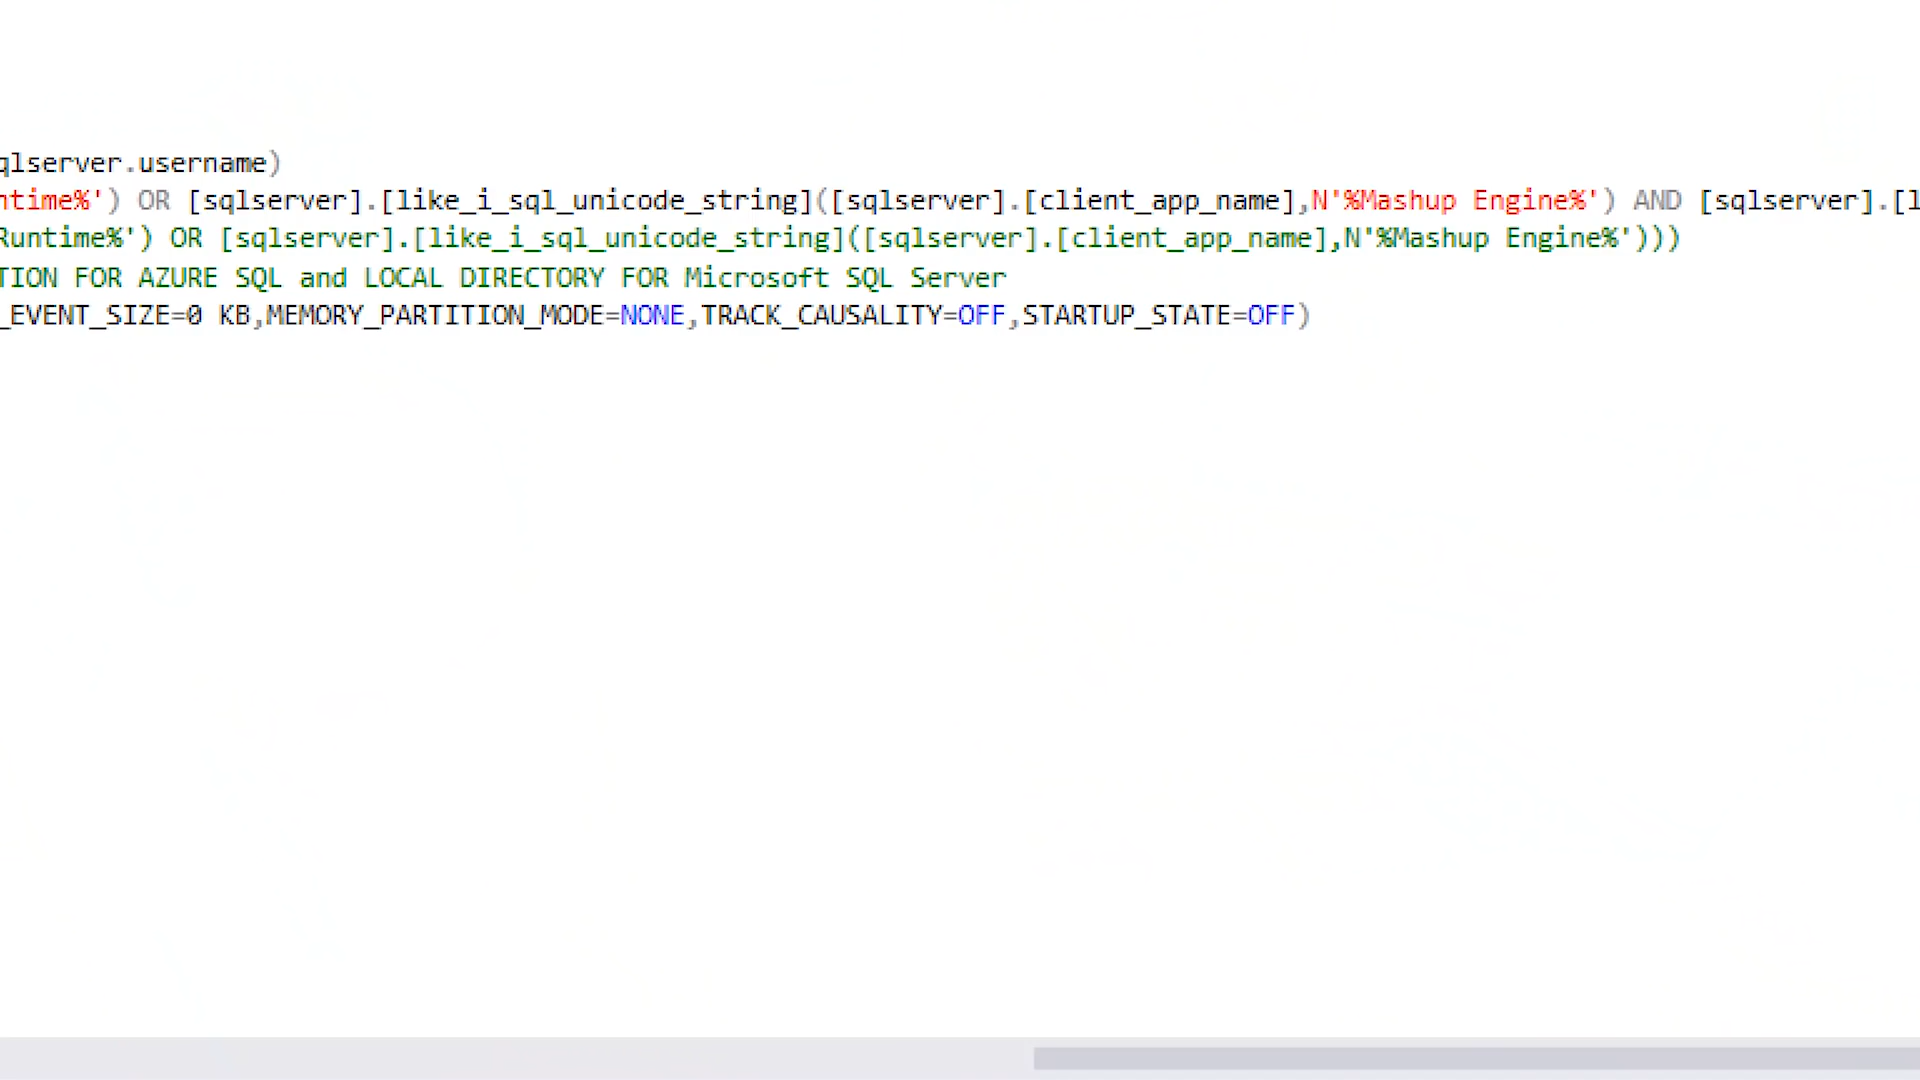 qlserver.username)
ntime%') OR [sqlserver].[like_i_sql_unicode_string]([sqlserver].[client_app_name],N'%Mashup Engine%') AND [sqlserver].[l
Runtime%') OR [sqlserver].[like_i_sql_unicode_string]([sqlserver].[client_app_name],N'%Mashup Engine%')))
TION FOR AZURE SQL and LOCAL DIRECTORY FOR Microsoft SQL Server
_EVENT_SIZE=0 KB,MEMORY_PARTITION_MODE=NONE,TRACK_CAUSALITY=OFF,STARTUP_STATE=OFF)